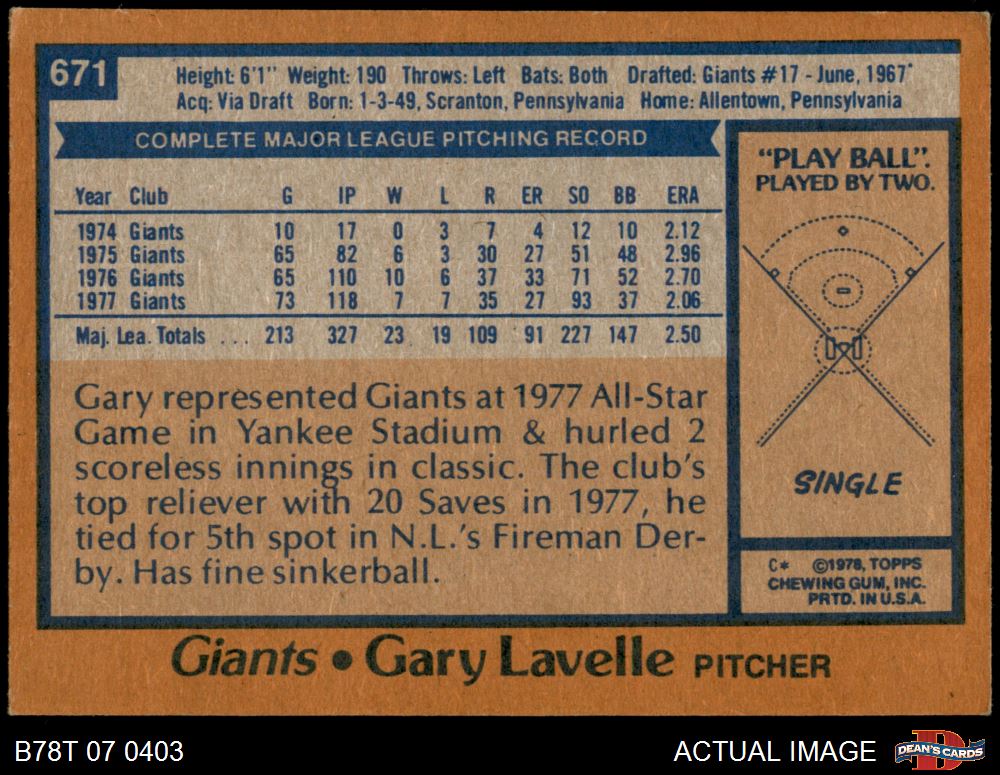 671
Height: 6'1" Weight: 190 Throws: Left Bats: Both Drafted: Giants #17 - June, 1967*
Acq: Via Draft Born: 1-3-49, Scranton, Pennsylvania Home: Allentown, Pennsylvania
COMPLETE MAJOR LEAGUE PITCHING RECORD
Year Club G IP W L R ER SO BB ERA
1974 Giants 10 17 0 3 7 4 12 10 2.12
1975 Giants 65 82 6 3 30 27 51 48 2.96
1976 Giants 65 110 10 6 37 33 71 52 2.70
1977 Giants 73 118 7 7 35 27 93 37 2.06
Maj. Lea. Totals ... 213 327 23 19 109 91 227 147 2.50
Gary represented Giants at 1977 All-Star
Game in Yankee Stadium & hurled 2
scoreless innings in classic. The club's
top reliever with 20 Saves in 1977, he
tied for 5th spot in N.L.'s Fireman Der-
by. Has fine sinkerball.
"PLAY BALL".
PLAYED BY TWO.
SINGLE
C* ©1978, TOPPS
CHEWING GUM, INC.
PRTD. IN U.S.A.
Giants • Gary Lavelle PITCHER
B78T 07 0403
ACTUAL IMAGE
DEAN'S CARDS